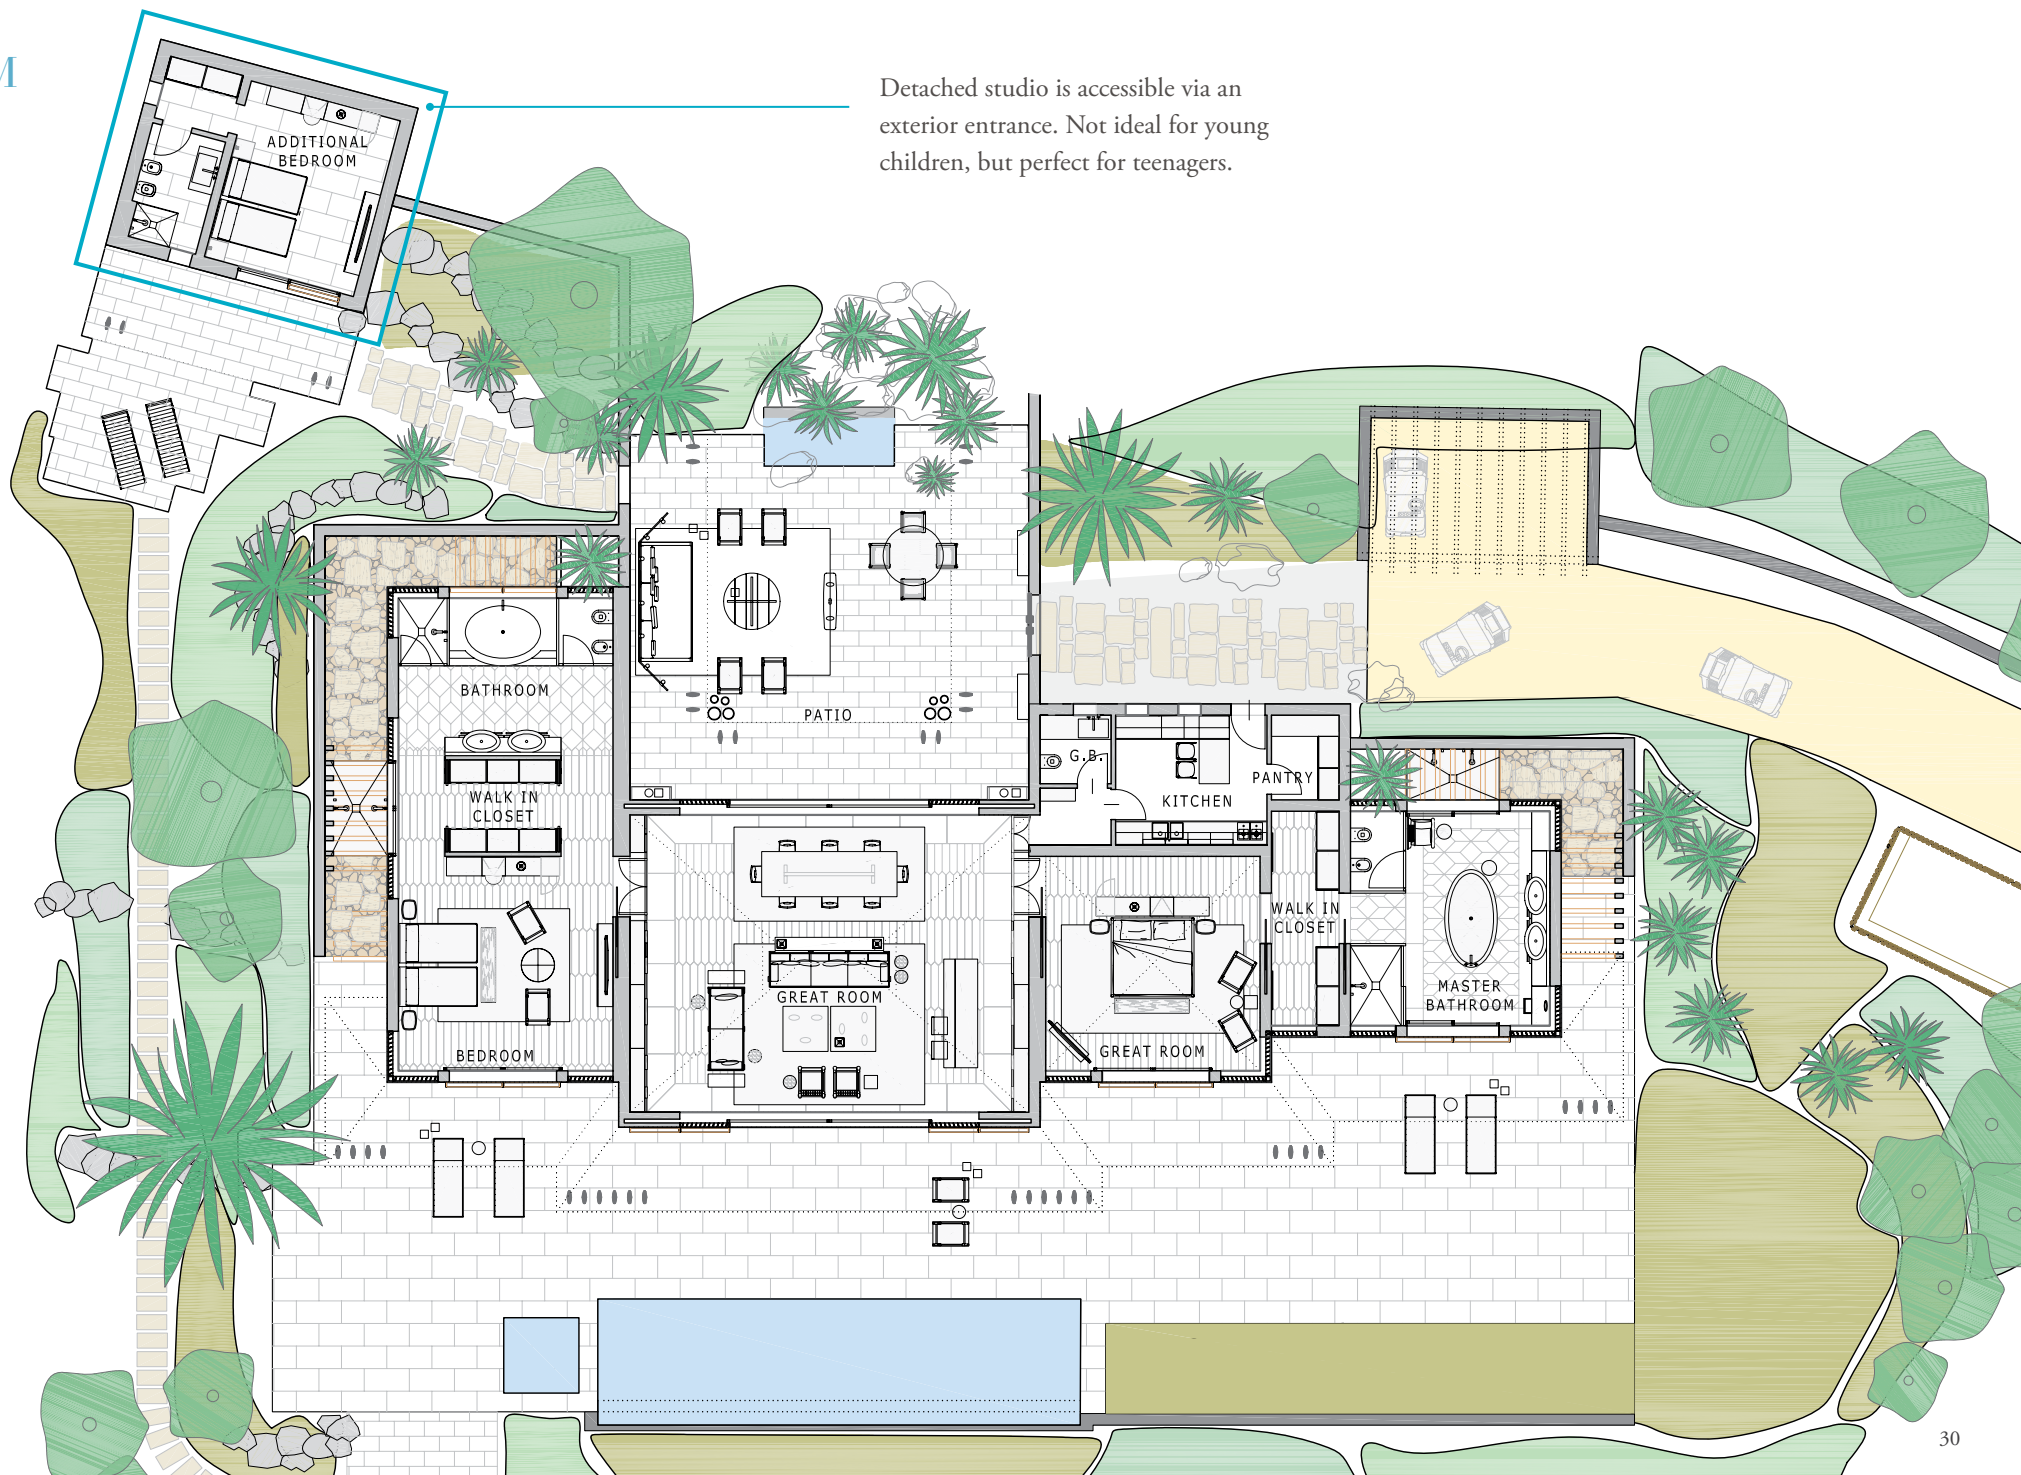 M
Detached studio is accessible via an
exterior entrance. Not ideal for young
children, but perfect for teenagers.
ADDITIONAL
BEDROOM
BATHROOM
PATIO
G.B.
KITCHEN
PANTRY
WALK IN
CLOSET
WALK IN
CLOSET
GREAT ROOM
MASTER
BATHROOM
BEDROOM
GREAT ROOM
30